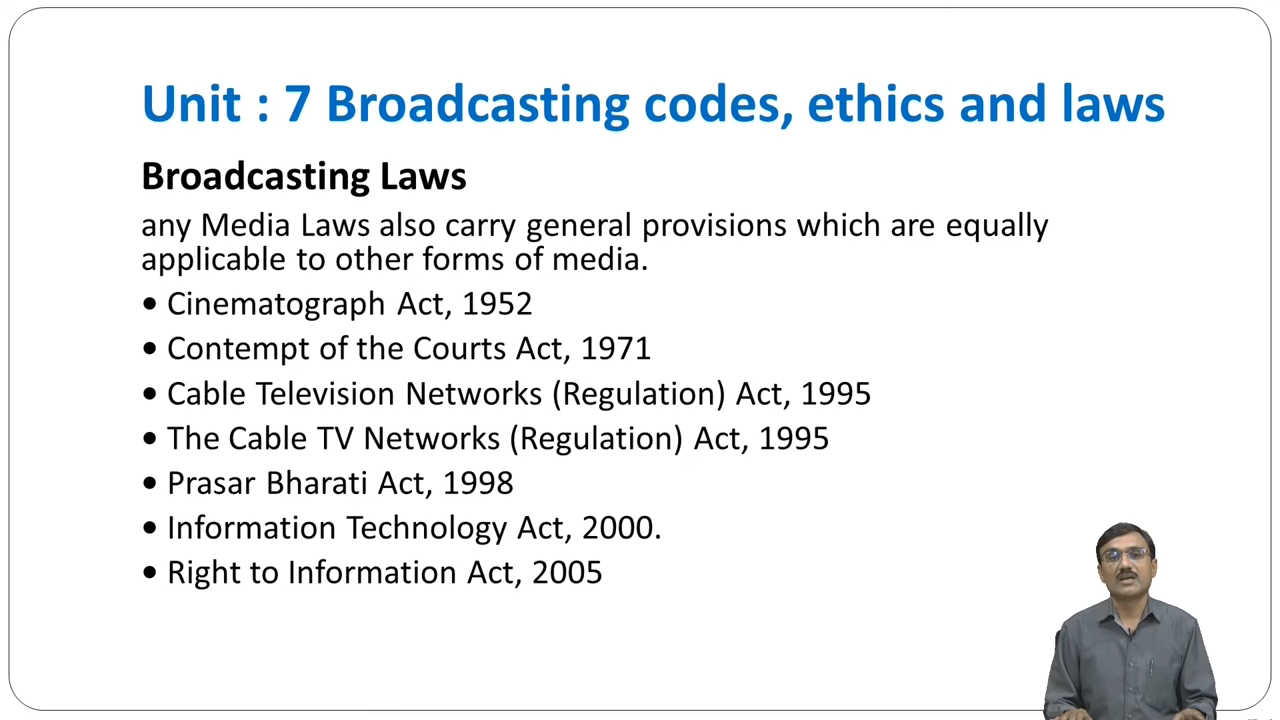 Unit : 7 Broadcasting codes, ethics and laws
Broadcasting Laws
any Media Laws also carry general provisions which are equally
applicable to other forms of media.
• Cinematograph Act, 1952
• Contempt of the Courts Act, 1971
• Cable Television Networks (Regulation) Act, 1995
• The Cable TV Networks (Regulation) Act, 1995
• Prasar Bharati Act, 1998
• Information Technology Act, 2000.
• Right to Information Act, 2005